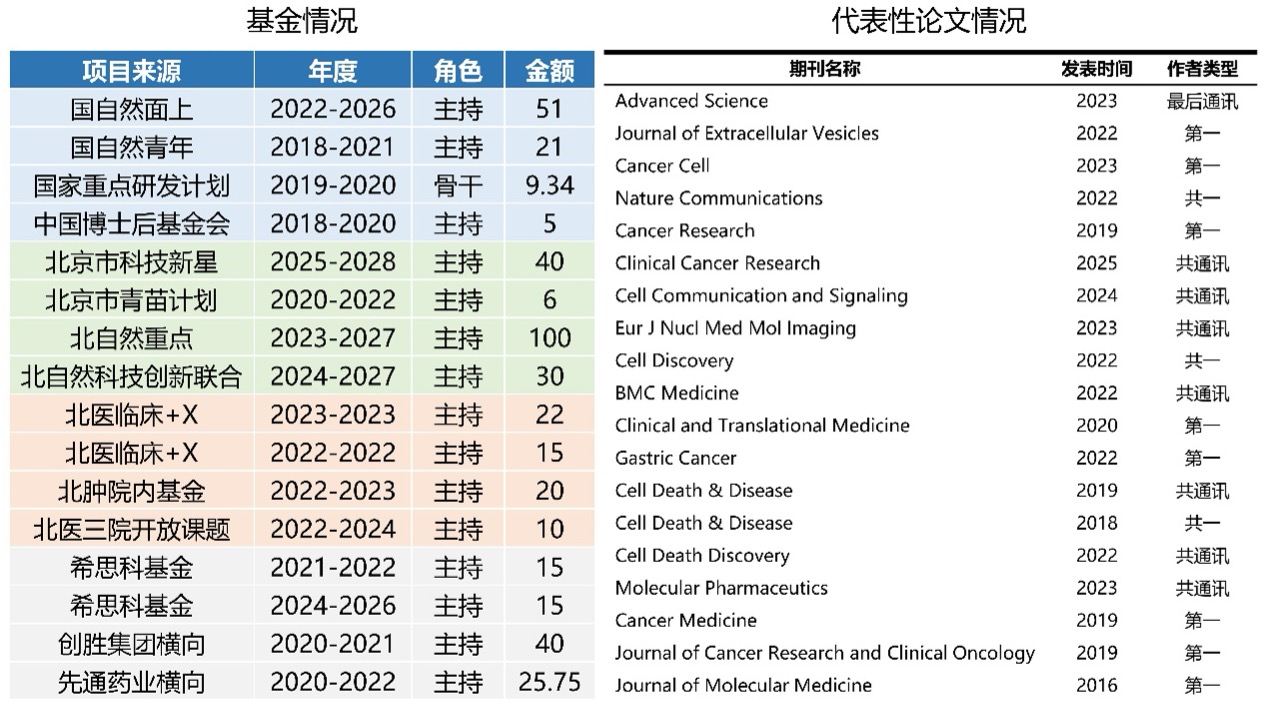 基金情况
项目来源 年度 角色 金额
国自然面上 2022-2026 主持 51
国自然青年 2018-2021 主持 21
国家重点研发计划 2019-2020 骨干 9.34
中国博士后基金会 2018-2020 主持 5
北京市科技新星 2025-2028 主持 40
北京市青苗计划 2020-2022 主持 6
北自然重点 2023-2027 主持 100
北自然科技创新联合 2024-2027 主持 30
北医临床+X 2023-2023 主持 22
北医临床+X 2022-2022 主持 15
北肿院内基金 2022-2023 主持 20
北医三院开放课题 2022-2024 主持 10
希思科基金 2021-2022 主持 15
希思科基金 2024-2026 主持 15
创胜集团横向 2020-2021 主持 40
先通药业横向 2020-2022 主持 25.75
代表性论文情况
期刊名称 发表时间 作者类型
Advanced Science 2023 最后通讯
Journal of Extracellular Vesicles 2022 第一
Cancer Cell 2023 第一
Nature Communications 2022 共一
Cancer Research 2019 第一
Clinical Cancer Research 2025 共通讯
Cell Communication and Signaling 2024 共通讯
Eur J Nucl Med Mol Imaging 2023 共通讯
Cell Discovery 2022 共一
BMC Medicine 2022 共通讯
Clinical and Translational Medicine 2020 第一
Gastric Cancer 2022 第一
Cell Death & Disease 2019 共通讯
Cell Death & Disease 2018 共一
Cell Death Discovery 2022 共通讯
Molecular Pharmaceutics 2023 共通讯
Cancer Medicine 2019 第一
Journal of Cancer Research and Clinical Oncology 2019 第一
Journal of Molecular Medicine 2016 第一